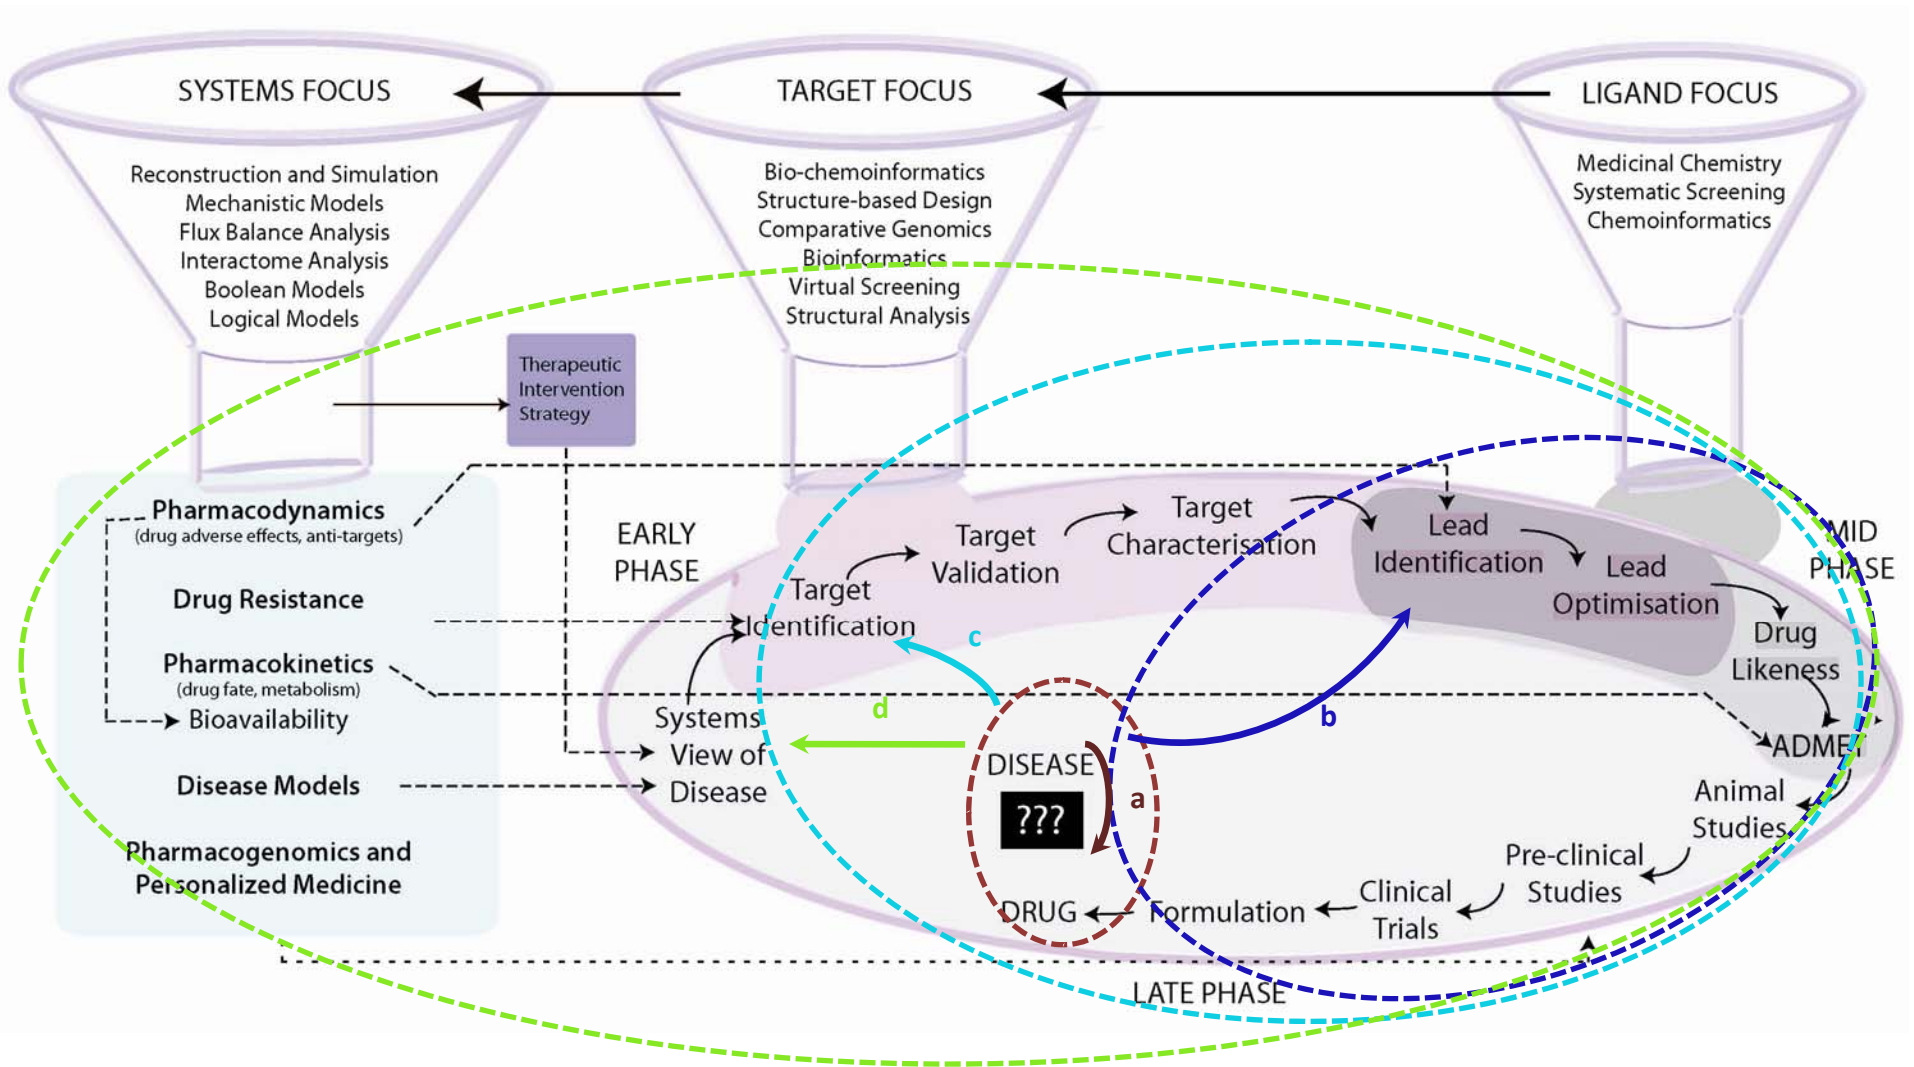 SYSTEMS FOCUS
TARGET FOCUS
LIGAND FOCUS
Reconstruction and Simulation
Mechanistic Models
Flux Balance Analysis
Interactome Analysis
Boolean Models
Logical Models
Bio-chemoinformatics
Structure-based Design
Comparative Genomics
Bioinformatics
Virtual Screening
Structural Analysis
Medicinal Chemistry
Systematic Screening
Chemoinformatics
Therapeutic
Intervention
Strategy
Pharmacodynamics
(drug adverse effects, anti-targets)
Drug Resistance
Pharmacokinetics
(drug fate, metabolism)
Bioavailability
Disease Models
Pharmacogenomics and
Personalized Medicine
EARLY
PHASE
Systems
View of
Disease
Target
Identification
Target
Validation
Target
Characterisation
Lead
Identification
Lead
Optimisation
MID
PHASE
Drug
Likeness
ADMET
Animal
Studies
Pre-clinical
Studies
Clinical
Trials
Formulation
DRUG
DISEASE
???
a
b
c
d
LATE PHASE